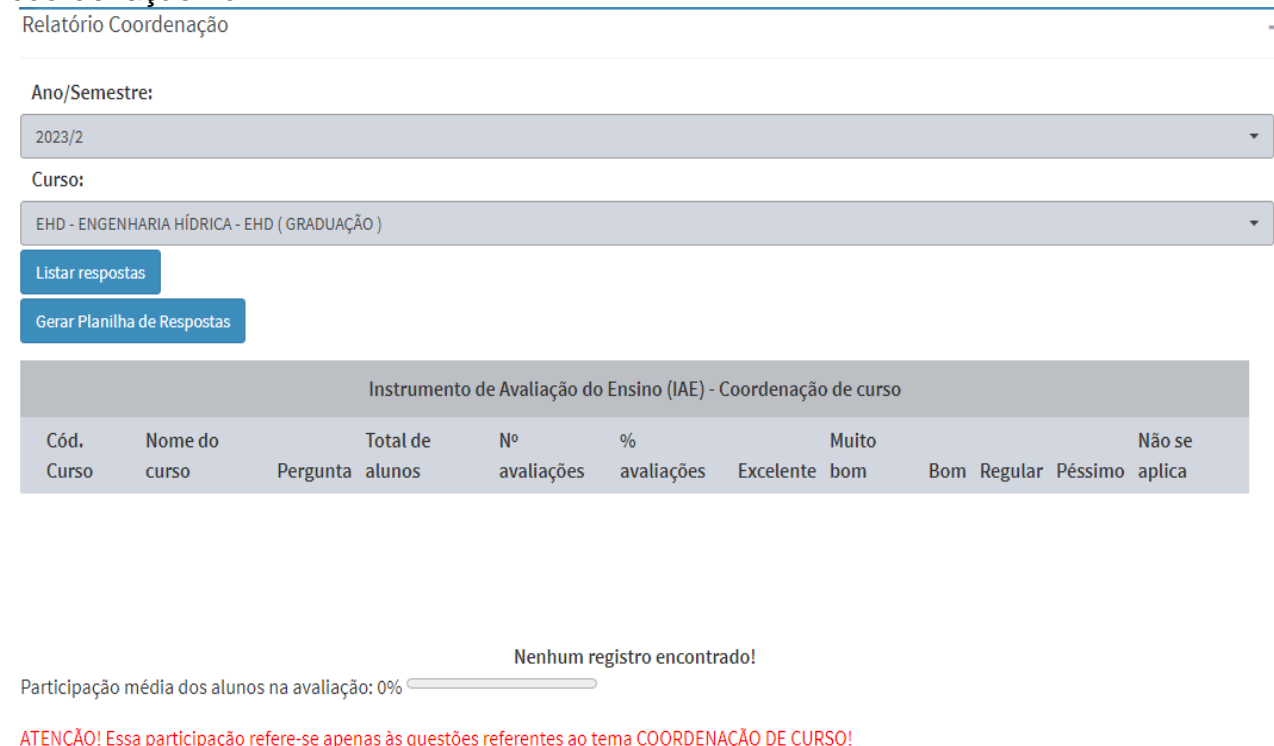 Relatório Coordenação
Ano/Semestre:
2023/2
Curso:
EHD - ENGENHARIA HÍDRICA - EHD ( GRADUAÇÃO )
Listar respostas
Gerar Planilha de Respostas
Instrumento de Avaliação do Ensino (IAE) - Coordenação de curso
Cód. Curso
Nome do curso
Pergunta
Total de alunos
Nº avaliações
% avaliações
Excelente
Muito bom
Bom
Regular
Péssimo
Não se aplica
Nenhum registro encontrado!
Participação média dos alunos na avaliação: 0%
ATENÇÃO! Essa participação refere-se apenas às questões referentes ao tema COORDENAÇÃO DE CURSO!